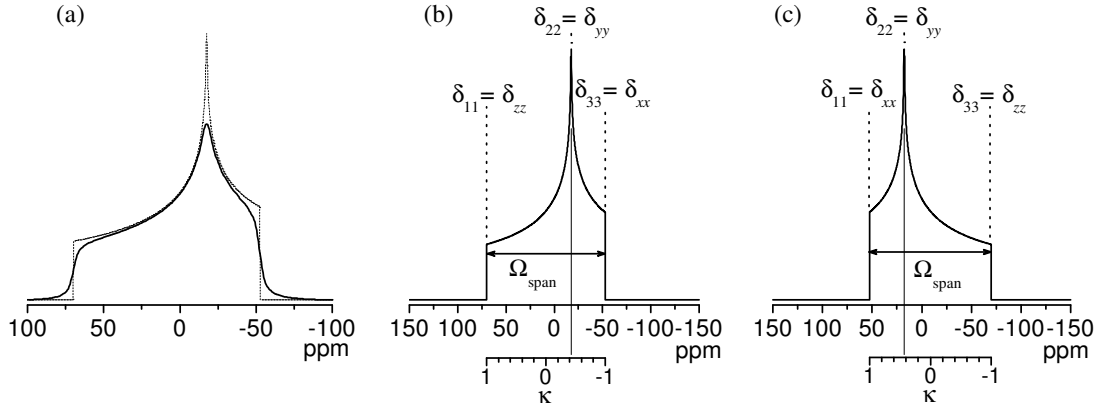 (a)
100 50 0 -50 -100
ppm
(b)
δ22= δyy
δ11= δzz
δ33= δxx
Ωspan
150 100 50 0 -50 -100 -150
ppm
1 0 -1
κ
(c)
δ22= δyy
δ11= δxx
δ33= δzz
Ωspan
150 100 50 0 -50 -100 -150
ppm
1 0 -1
κ